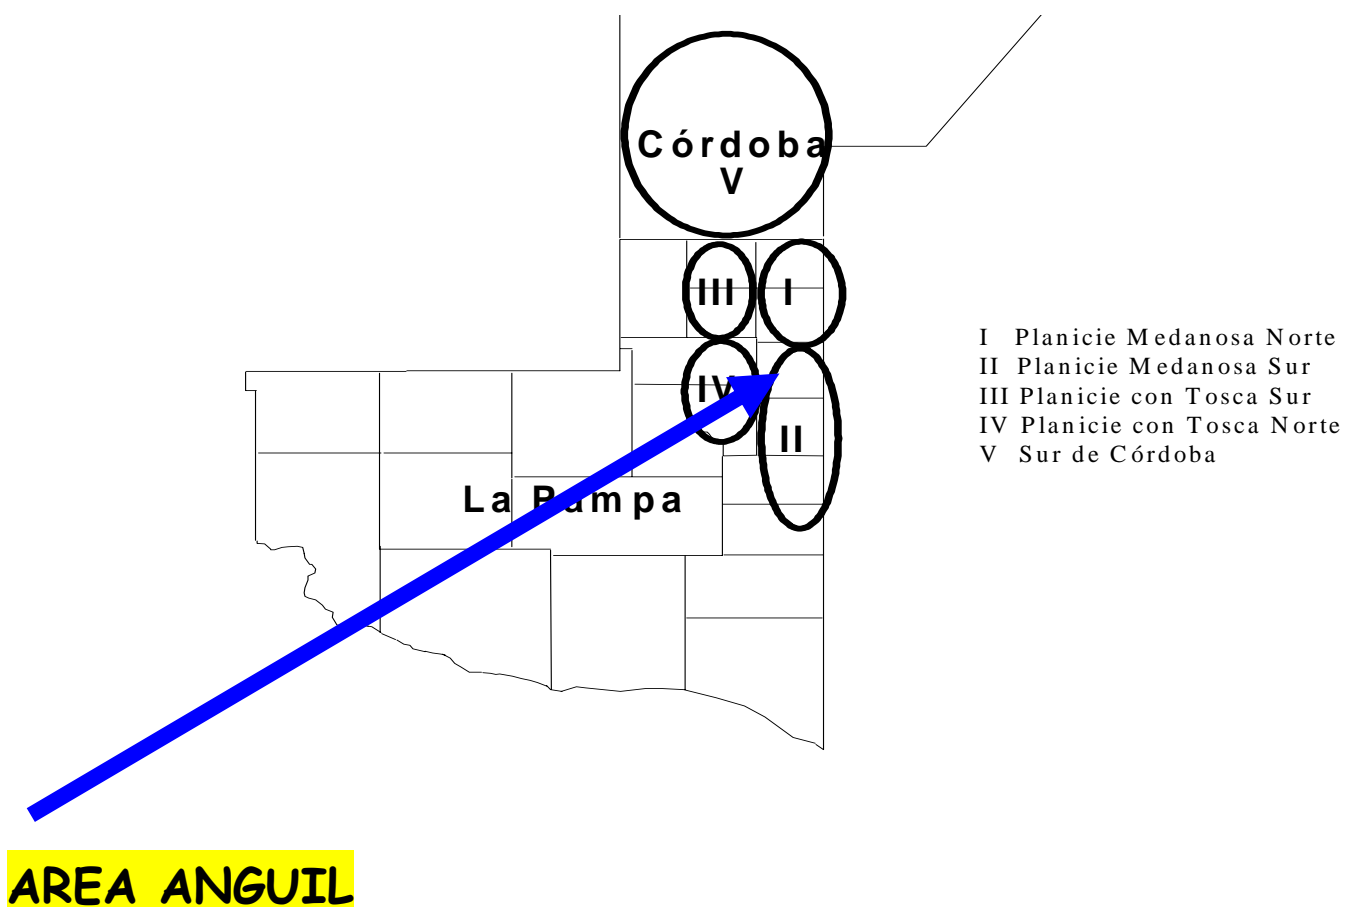 Córdoba
V
III
I
IV
II
La Pampa
I Planicie Medanosa Norte
II Planicie Medanosa Sur
III Planicie con Tosca Sur
IV Planicie con Tosca Norte
V Sur de Córdoba
AREA ANGUIL